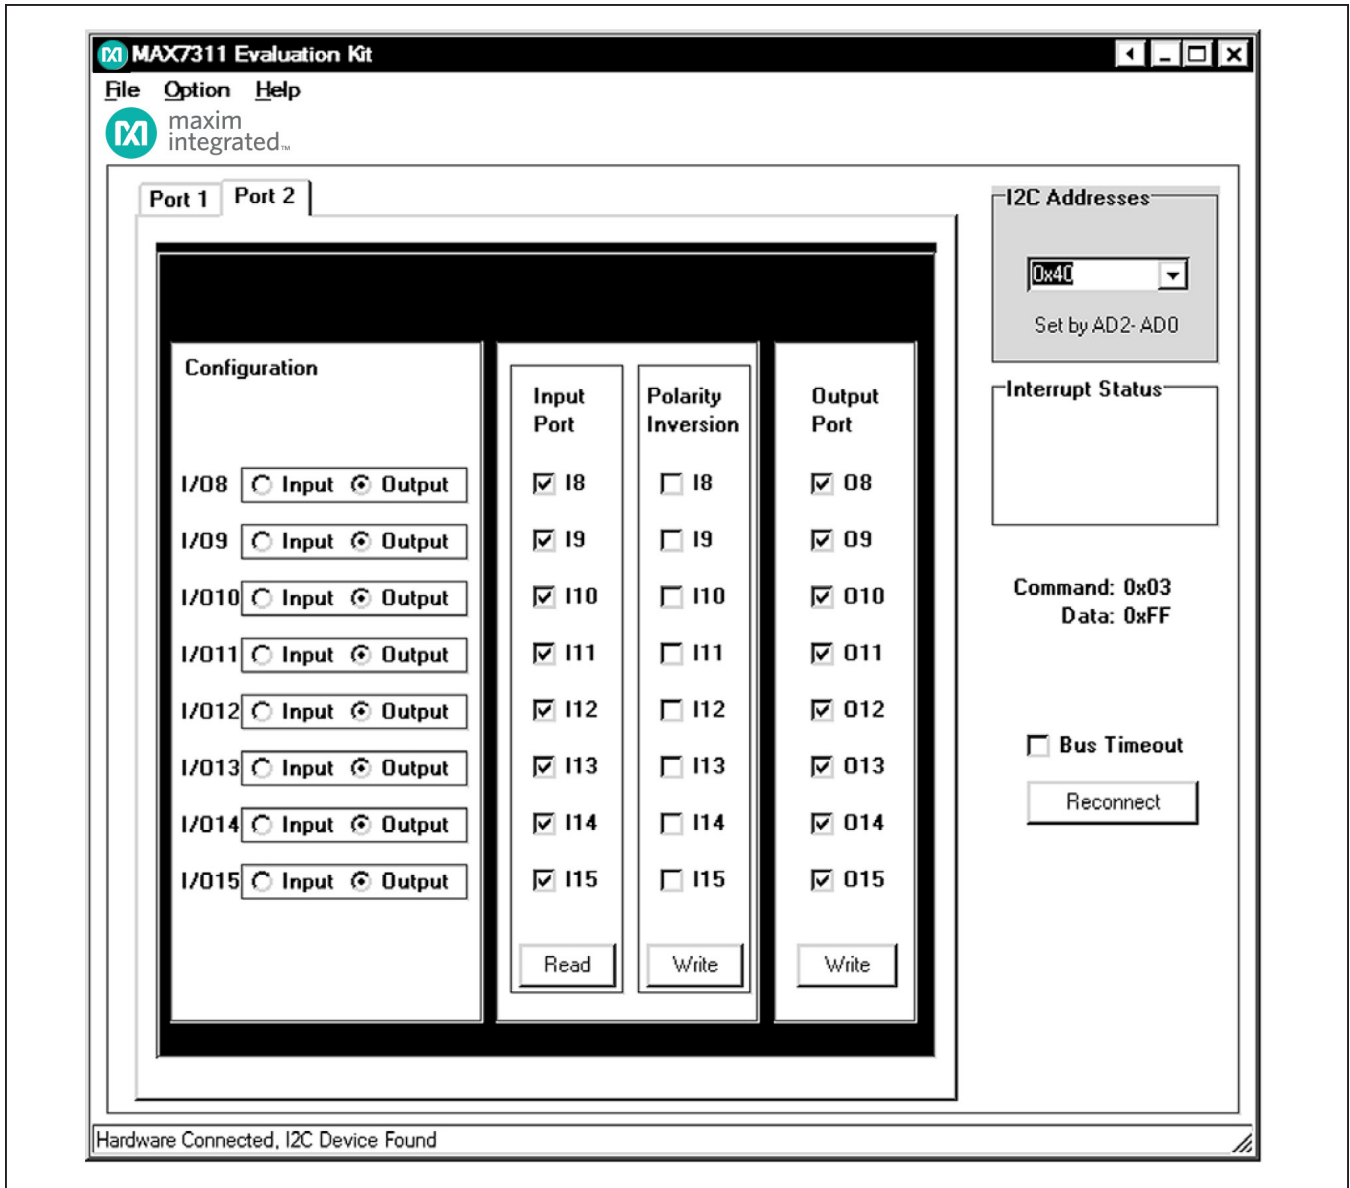 MAX7311 Evaluation Kit
File Option Help
maxim
integrated™
Port 1 Port 2
I2C Addresses
0x40
Set by AD2- AD0
Interrupt Status
Configuration
Input
Port
Polarity
Inversion
Output
Port
I/O8 Input Output I8 I8 O8
I/O9 Input Output I9 I9 O9
I/O10 Input Output I10 I10 O10
I/O11 Input Output I11 I11 O11
I/O12 Input Output I12 I12 O12
I/O13 Input Output I13 I13 O13
I/O14 Input Output I14 I14 O14
I/O15 Input Output I15 I15 O15
Read Write Write
Command: 0x03
Data: 0xFF
Bus Timeout
Reconnect
Hardware Connected, I2C Device Found